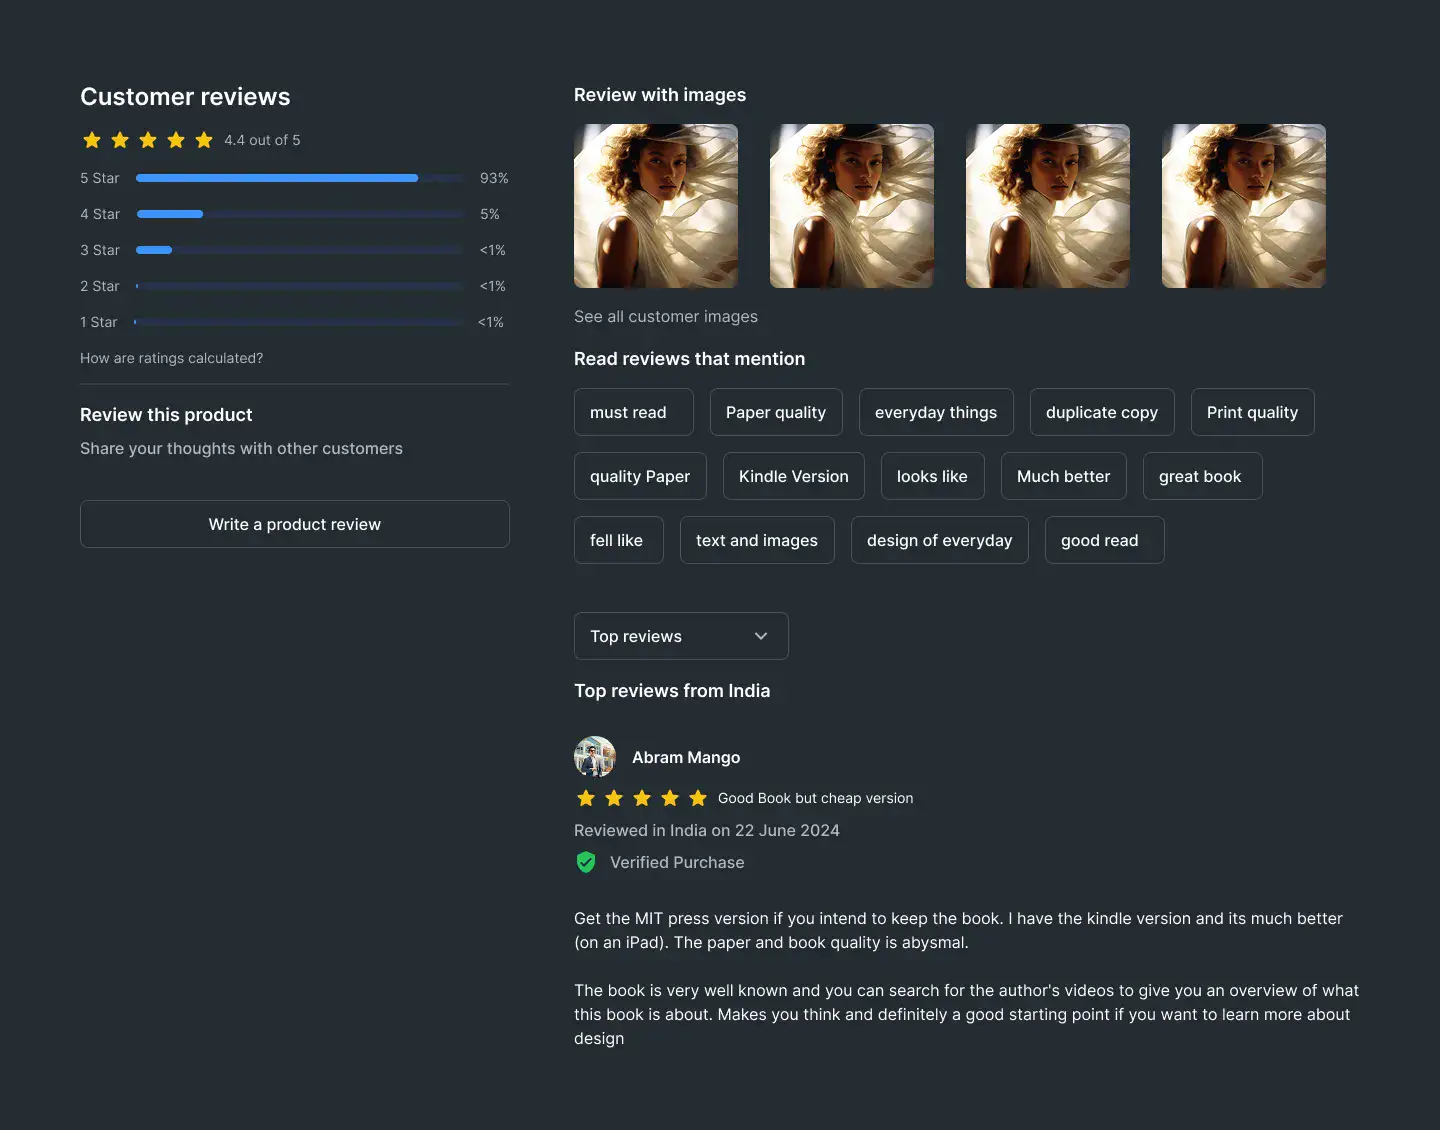 Customer reviews
4.4 out of 5
5 Star 93%
4 Star 5%
3 Star <1%
2 Star <1%
1 Star <1%
How are ratings calculated?
Review this product
Share your thoughts with other customers
Write a product review
Review with images
See all customer images
Read reviews that mention
must read Paper quality everyday things duplicate copy Print quality
quality Paper Kindle Version looks like Much better great book
fell like text and images design of everyday good read
Top reviews
Top reviews from India
Abram Mango
Good Book but cheap version
Reviewed in India on 22 June 2024
Verified Purchase
Get the MIT press version if you intend to keep the book. I have the kindle version and its much better
(on an iPad). The paper and book quality is abysmal.
The book is very well known and you can search for the author's videos to give you an overview of what
this book is about. Makes you think and definitely a good starting point if you want to learn more about
design